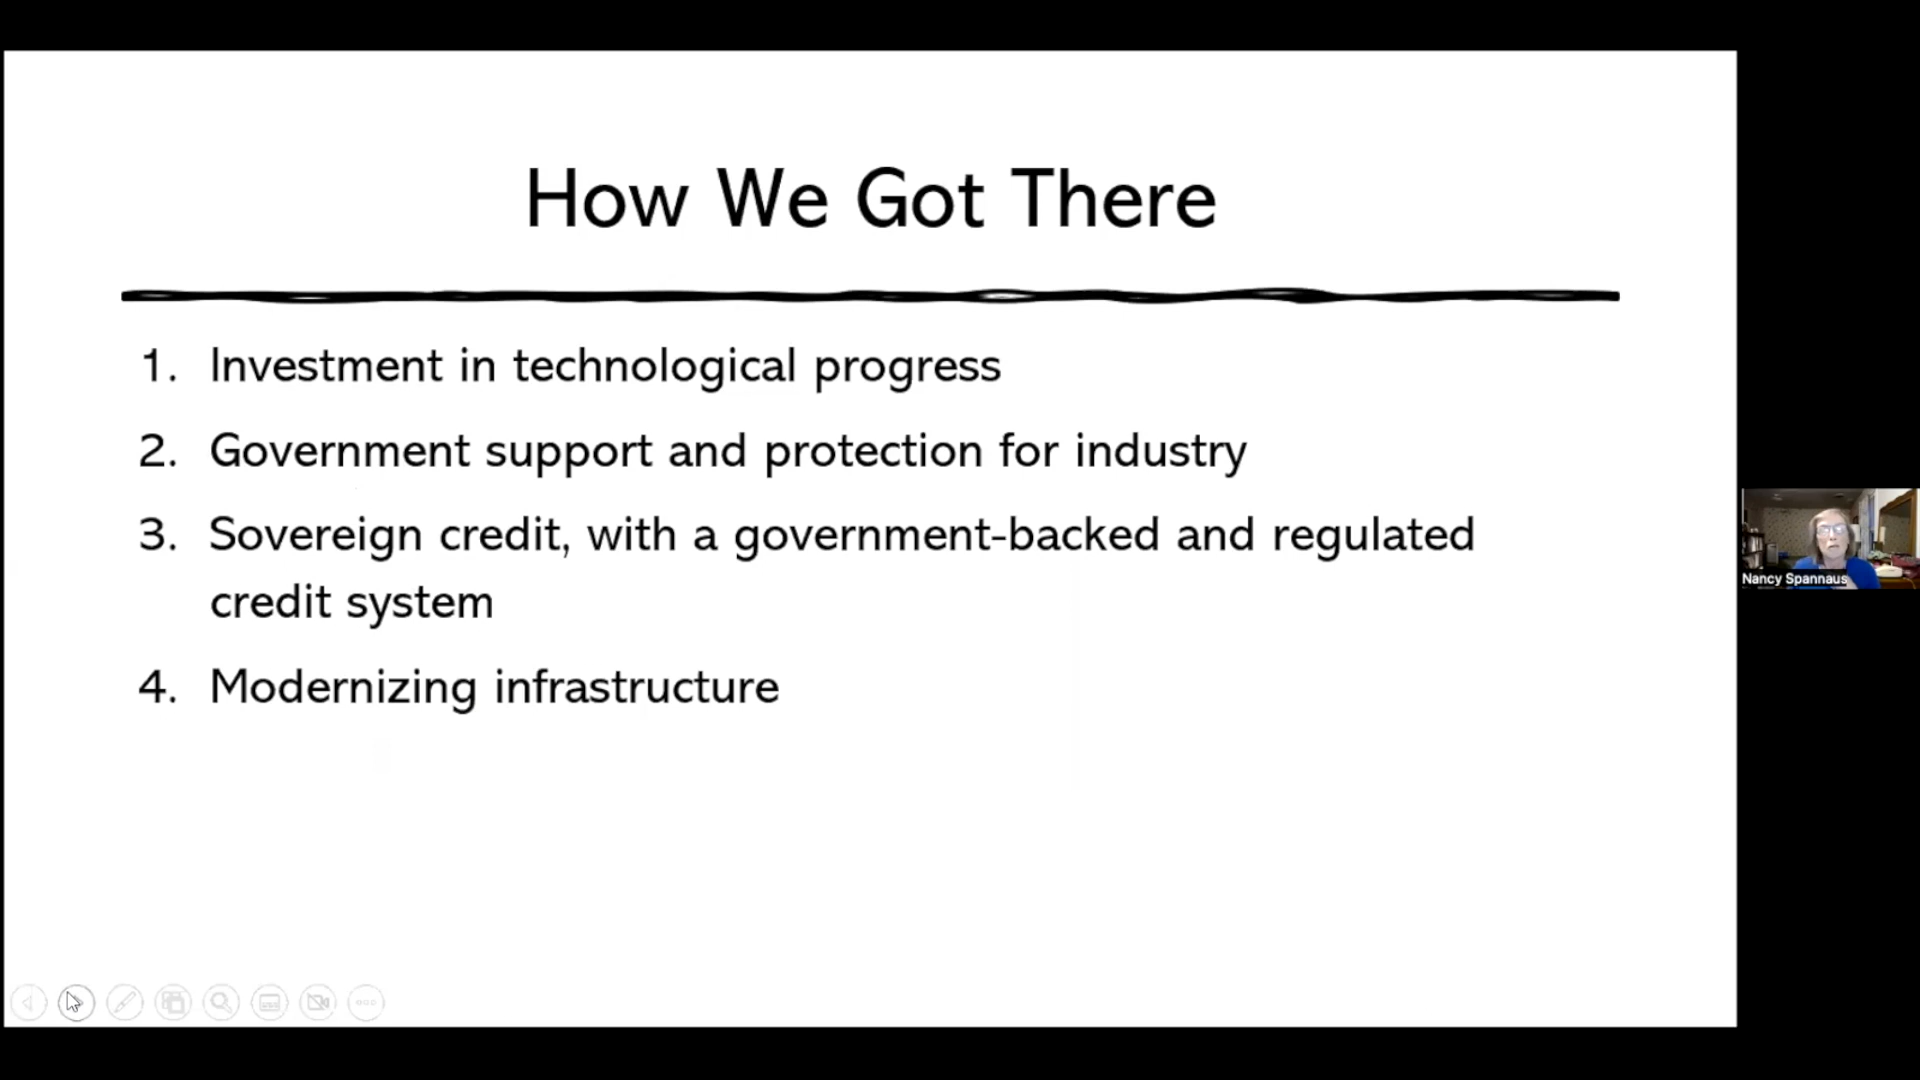 How We Got There
1. Investment in technological progress
2. Government support and protection for industry
3. Sovereign credit, with a government-backed and regulated
credit system
4. Modernizing infrastructure
Nancy Spannaus